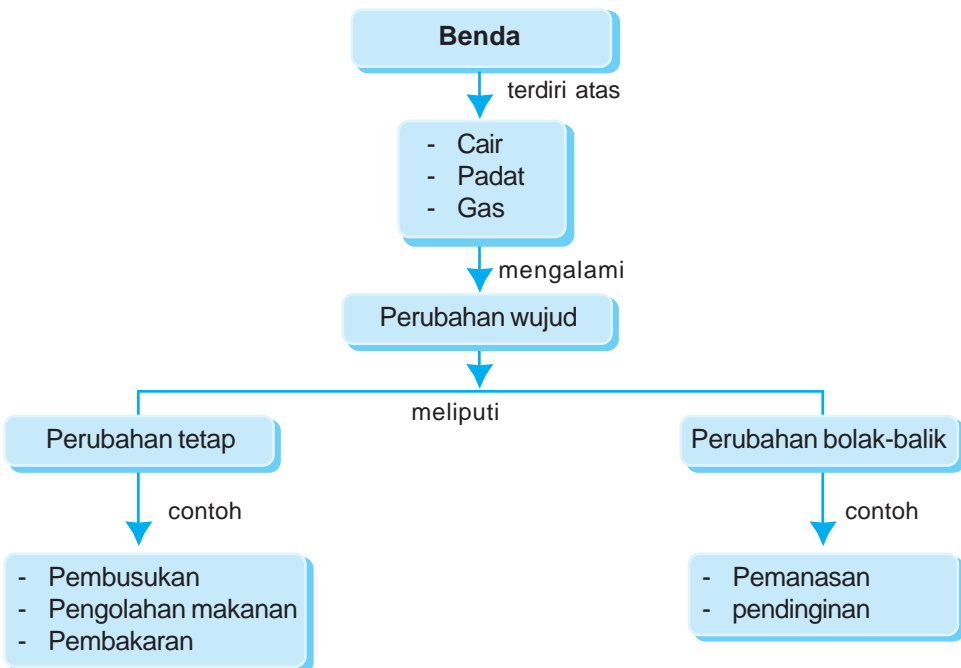 Benda
terdiri atas
- Cair
- Padat
- Gas
mengalami
Perubahan wujud
meliputi
Perubahan tetap
contoh
- Pembusukan
- Pengolahan makanan
- Pembakaran
Perubahan bolak-balik
contoh
- Pemanasan
- pendinginan